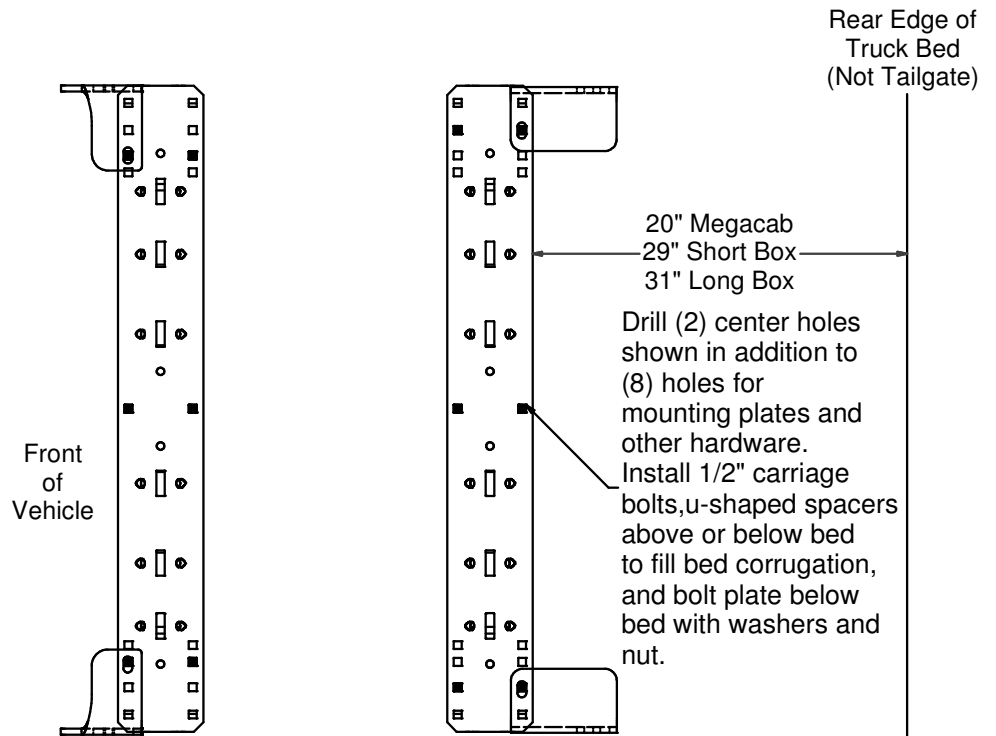 Rear Edge of
Truck Bed
(Not Tailgate)
20" Megacab
29" Short Box
31" Long Box
Drill (2) center holes
shown in addition to
(8) holes for
mounting plates and
other hardware.
Install 1/2" carriage
bolts,u-shaped spacers
above or below bed
to fill bed corrugation,
and bolt plate below
bed with washers and
nut.
Front
of
Vehicle